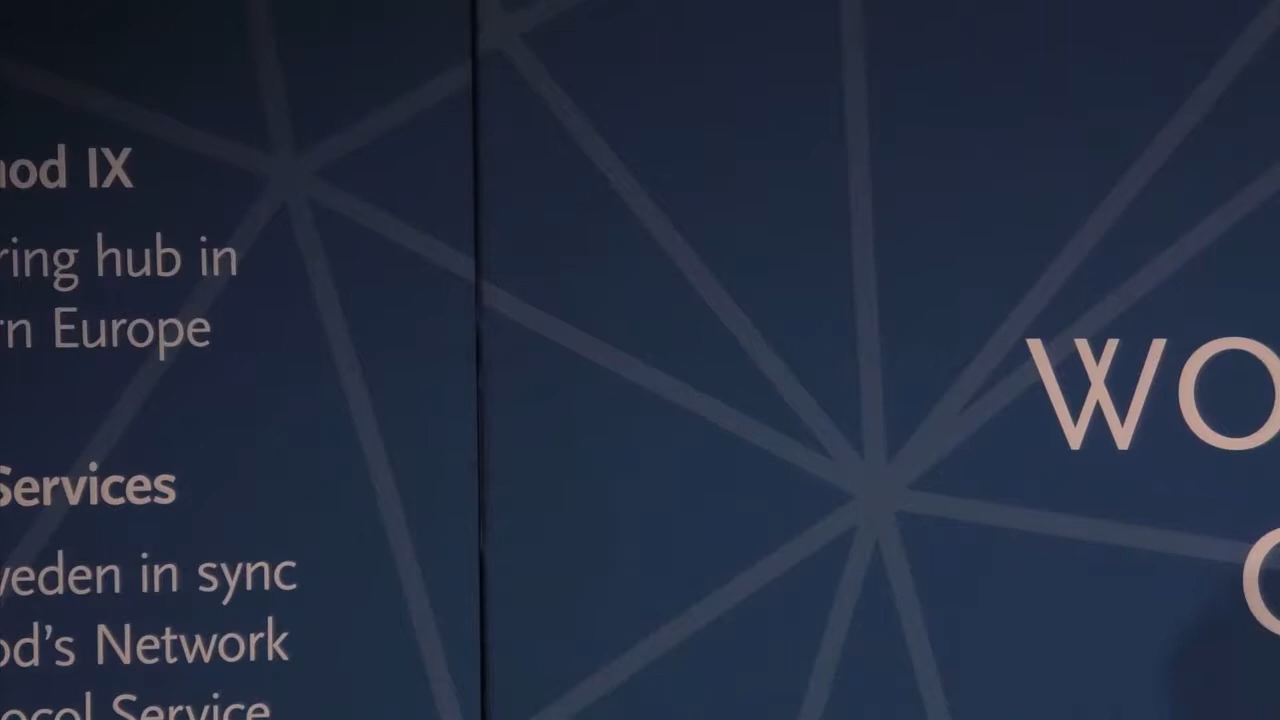 nod IX
ring hub in
rn Europe
Services
weden in sync
od's Network
ocol Service
WO